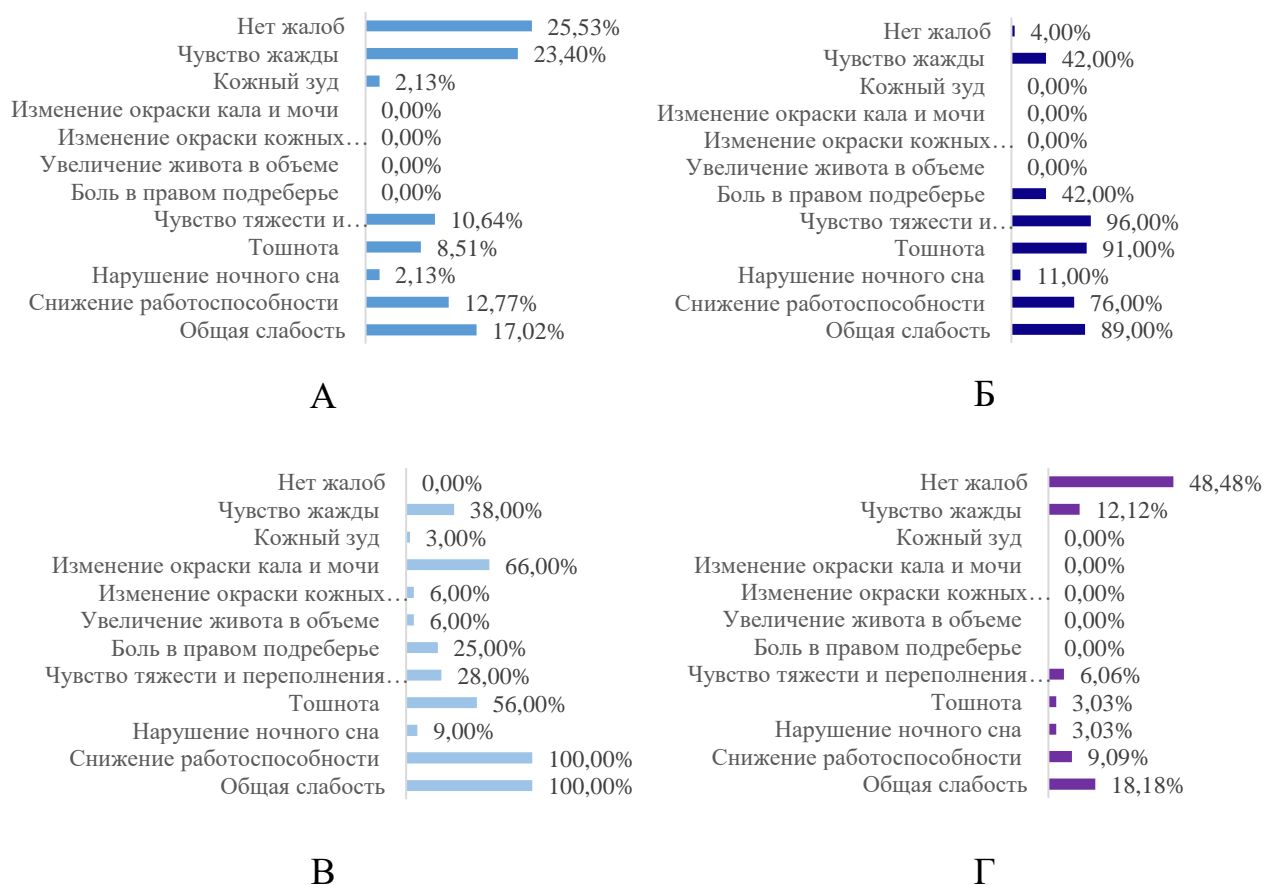 Нет жалоб 25,53%
Чувство жажды 23,40%
Кожный зуд 2,13%
Изменение окраски кала и мочи 0,00%
Изменение окраски кожных… 0,00%
Увеличение живота в объеме 0,00%
Боль в правом подреберье 0,00%
Чувство тяжести и… 10,64%
Тошнота 8,51%
Нарушение ночного сна 2,13%
Снижение работоспособности 12,77%
Общая слабость 17,02%
А
Нет жалоб 4,00%
Чувство жажды 42,00%
Кожный зуд 0,00%
Изменение окраски кала и мочи 0,00%
Изменение окраски кожных… 0,00%
Увеличение живота в объеме 0,00%
Боль в правом подреберье 42,00%
Чувство тяжести и… 96,00%
Тошнота 91,00%
Нарушение ночного сна 11,00%
Снижение работоспособности 76,00%
Общая слабость 89,00%
Б
Нет жалоб 0,00%
Чувство жажды 38,00%
Кожный зуд 3,00%
Изменение окраски кала и мочи 66,00%
Изменение окраски кожных… 6,00%
Увеличение живота в объеме 6,00%
Боль в правом подреберье 25,00%
Чувство тяжести и переполнения… 28,00%
Тошнота 56,00%
Нарушение ночного сна 9,00%
Снижение работоспособности 100,00%
Общая слабость 100,00%
В
Нет жалоб 48,48%
Чувство жажды 12,12%
Кожный зуд 0,00%
Изменение окраски кала и мочи 0,00%
Изменение окраски кожных… 0,00%
Увеличение живота в объеме 0,00%
Боль в правом подреберье 0,00%
Чувство тяжести и переполнения… 6,06%
Тошнота 3,03%
Нарушение ночного сна 3,03%
Снижение работоспособности 9,09%
Общая слабость 18,18%
Г